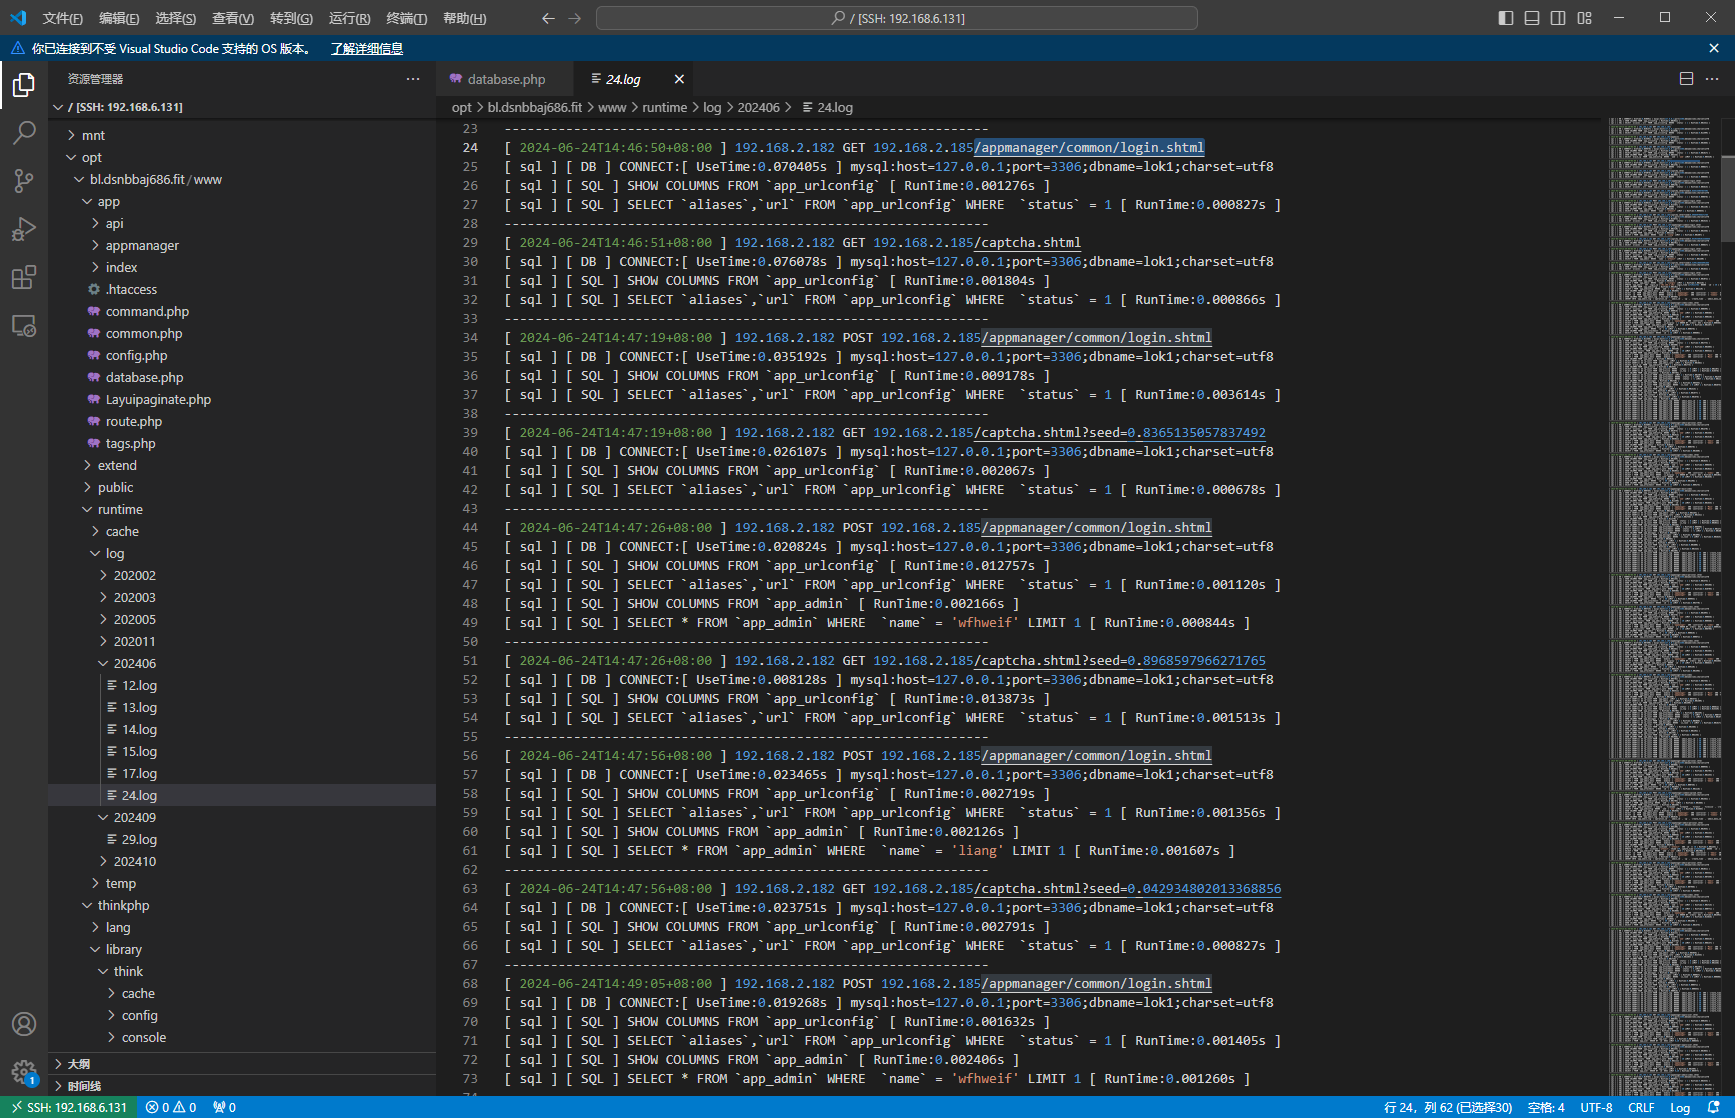 文件(F) 编辑(E) 选择(S) 查看(V) 转到(G) 运行(R) 终端(T) 帮助(H) / [SSH: 192.168.6.131]
你已连接到不受 Visual Studio Code 支持的 OS 版本。 了解详细信息
资源管理器
/ [SSH: 192.168.6.131]
mnt
opt
bl.dsnbbaj686.fit/www
app
api
appmanager
index
.htaccess
command.php
common.php
config.php
database.php
Layuipaginate.php
route.php
tags.php
extend
public
runtime
cache
log
202002
202003
202005
202011
202406
12.log
13.log
14.log
15.log
17.log
24.log
202409
29.log
202410
temp
thinkphp
lang
library
think
cache
config
console
大纲
时间线
database.php 24.log
opt > bl.dsnbbaj686.fit > www > runtime > log > 202406 > 24.log
23 ---------------------------------------------------------------
24 [ 2024-06-24T14:46:50+08:00 ] 192.168.2.182 GET 192.168.2.185/appmanager/common/login.shtml
25 [ sql ] [ DB ] CONNECT:[ UseTime:0.070405s ] mysql:host=127.0.0.1;port=3306;dbname=lok1;charset=utf8
26 [ sql ] [ SQL ] SHOW COLUMNS FROM `app_urlconfig` [ RunTime:0.001276s ]
27 [ sql ] [ SQL ] SELECT `aliases`,`url` FROM `app_urlconfig` WHERE  `status` = 1 [ RunTime:0.000827s ]
28 ---------------------------------------------------------------
29 [ 2024-06-24T14:46:51+08:00 ] 192.168.2.182 GET 192.168.2.185/captcha.shtml
30 [ sql ] [ DB ] CONNECT:[ UseTime:0.076078s ] mysql:host=127.0.0.1;port=3306;dbname=lok1;charset=utf8
31 [ sql ] [ SQL ] SHOW COLUMNS FROM `app_urlconfig` [ RunTime:0.001804s ]
32 [ sql ] [ SQL ] SELECT `aliases`,`url` FROM `app_urlconfig` WHERE  `status` = 1 [ RunTime:0.000866s ]
33 ---------------------------------------------------------------
34 [ 2024-06-24T14:47:19+08:00 ] 192.168.2.182 POST 192.168.2.185/appmanager/common/login.shtml
35 [ sql ] [ DB ] CONNECT:[ UseTime:0.035192s ] mysql:host=127.0.0.1;port=3306;dbname=lok1;charset=utf8
36 [ sql ] [ SQL ] SHOW COLUMNS FROM `app_urlconfig` [ RunTime:0.009178s ]
37 [ sql ] [ SQL ] SELECT `aliases`,`url` FROM `app_urlconfig` WHERE  `status` = 1 [ RunTime:0.003614s ]
38 ---------------------------------------------------------------
39 [ 2024-06-24T14:47:19+08:00 ] 192.168.2.182 GET 192.168.2.185/captcha.shtml?seed=0.8365135057837492
40 [ sql ] [ DB ] CONNECT:[ UseTime:0.026107s ] mysql:host=127.0.0.1;port=3306;dbname=lok1;charset=utf8
41 [ sql ] [ SQL ] SHOW COLUMNS FROM `app_urlconfig` [ RunTime:0.002067s ]
42 [ sql ] [ SQL ] SELECT `aliases`,`url` FROM `app_urlconfig` WHERE  `status` = 1 [ RunTime:0.000678s ]
43 ---------------------------------------------------------------
44 [ 2024-06-24T14:47:26+08:00 ] 192.168.2.182 POST 192.168.2.185/appmanager/common/login.shtml
45 [ sql ] [ DB ] CONNECT:[ UseTime:0.020824s ] mysql:host=127.0.0.1;port=3306;dbname=lok1;charset=utf8
46 [ sql ] [ SQL ] SHOW COLUMNS FROM `app_urlconfig` [ RunTime:0.012757s ]
47 [ sql ] [ SQL ] SELECT `aliases`,`url` FROM `app_urlconfig` WHERE  `status` = 1 [ RunTime:0.001120s ]
48 [ sql ] [ SQL ] SHOW COLUMNS FROM `app_admin` [ RunTime:0.002166s ]
49 [ sql ] [ SQL ] SELECT * FROM `app_admin` WHERE  `name` = 'wfhweif' LIMIT 1 [ RunTime:0.000844s ]
50 ---------------------------------------------------------------
51 [ 2024-06-24T14:47:26+08:00 ] 192.168.2.182 GET 192.168.2.185/captcha.shtml?seed=0.8968597966271765
52 [ sql ] [ DB ] CONNECT:[ UseTime:0.008128s ] mysql:host=127.0.0.1;port=3306;dbname=lok1;charset=utf8
53 [ sql ] [ SQL ] SHOW COLUMNS FROM `app_urlconfig` [ RunTime:0.013873s ]
54 [ sql ] [ SQL ] SELECT `aliases`,`url` FROM `app_urlconfig` WHERE  `status` = 1 [ RunTime:0.001513s ]
55 ---------------------------------------------------------------
56 [ 2024-06-24T14:47:56+08:00 ] 192.168.2.182 POST 192.168.2.185/appmanager/common/login.shtml
57 [ sql ] [ DB ] CONNECT:[ UseTime:0.023465s ] mysql:host=127.0.0.1;port=3306;dbname=lok1;charset=utf8
58 [ sql ] [ SQL ] SHOW COLUMNS FROM `app_urlconfig` [ RunTime:0.002719s ]
59 [ sql ] [ SQL ] SELECT `aliases`,`url` FROM `app_urlconfig` WHERE  `status` = 1 [ RunTime:0.001356s ]
60 [ sql ] [ SQL ] SHOW COLUMNS FROM `app_admin` [ RunTime:0.002126s ]
61 [ sql ] [ SQL ] SELECT * FROM `app_admin` WHERE  `name` = 'liang' LIMIT 1 [ RunTime:0.001607s ]
62 ---------------------------------------------------------------
63 [ 2024-06-24T14:47:56+08:00 ] 192.168.2.182 GET 192.168.2.185/captcha.shtml?seed=0.042934802013368856
64 [ sql ] [ DB ] CONNECT:[ UseTime:0.023751s ] mysql:host=127.0.0.1;port=3306;dbname=lok1;charset=utf8
65 [ sql ] [ SQL ] SHOW COLUMNS FROM `app_urlconfig` [ RunTime:0.002791s ]
66 [ sql ] [ SQL ] SELECT `aliases`,`url` FROM `app_urlconfig` WHERE  `status` = 1 [ RunTime:0.000827s ]
67 ---------------------------------------------------------------
68 [ 2024-06-24T14:49:05+08:00 ] 192.168.2.182 POST 192.168.2.185/appmanager/common/login.shtml
69 [ sql ] [ DB ] CONNECT:[ UseTime:0.019268s ] mysql:host=127.0.0.1;port=3306;dbname=lok1;charset=utf8
70 [ sql ] [ SQL ] SHOW COLUMNS FROM `app_urlconfig` [ RunTime:0.001632s ]
71 [ sql ] [ SQL ] SELECT `aliases`,`url` FROM `app_urlconfig` WHERE  `status` = 1 [ RunTime:0.001405s ]
72 [ sql ] [ SQL ] SHOW COLUMNS FROM `app_admin` [ RunTime:0.002406s ]
73 [ sql ] [ SQL ] SELECT * FROM `app_admin` WHERE  `name` = 'wfhweif' LIMIT 1 [ RunTime:0.001260s ]
1
SSH: 192.168.6.131 0 0 0 行 24, 列 62 (已选择30) 空格: 4 UTF-8 CRLF Log